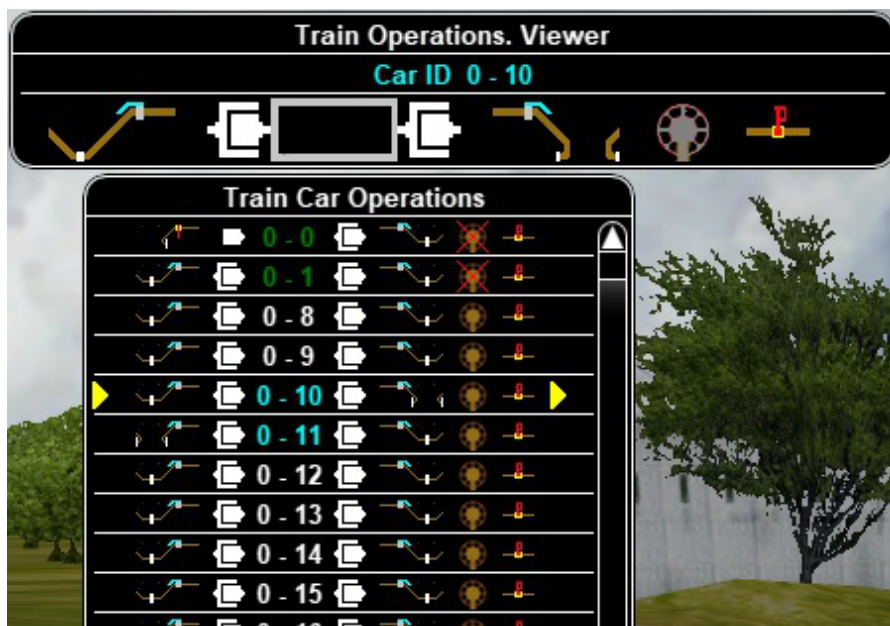 Train Operations. Viewer
Car ID 0 - 10
P
Train Car Operations
0 - 0 P
0 - 1 P
0 - 8 P
0 - 9 P
0 - 10 P
0 - 11 P
0 - 12 P
0 - 13 P
0 - 14 P
0 - 15 P